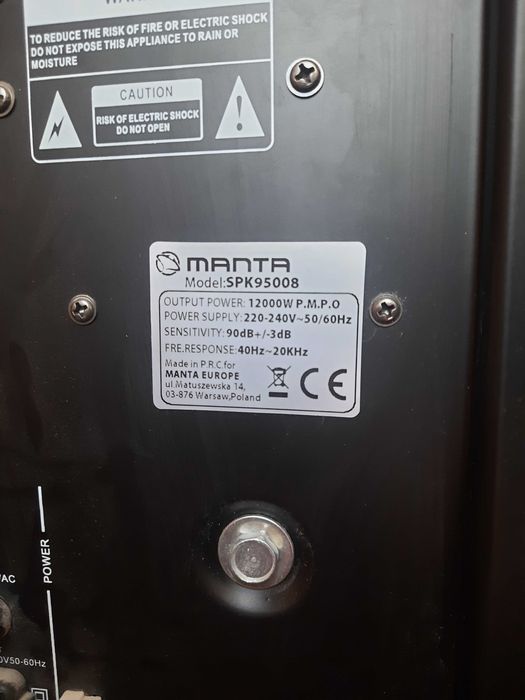 TO REDUCE THE RISK OF FIRE OR ELECTRIC SHOCK
DO NOT EXPOSE THIS APPLIANCE TO RAIN OR
MOISTURE
CAUTION
RISK OF ELECTRIC SHOCK
DO NOT OPEN
MANTA
Model:SPK95008
OUTPUT POWER: 12000W P.M.P.O
POWER SUPPLY: 220-240V~50/60Hz
SENSITIVITY: 90dB+/-3dB
FRE.RESPONSE:40Hz~20KHz
Made in P.R.C.for
MANTA EUROPE
ul.Matuszewska 14,
03-876 Warsaw,Poland
CE
POWER
AC
0V50-60Hz